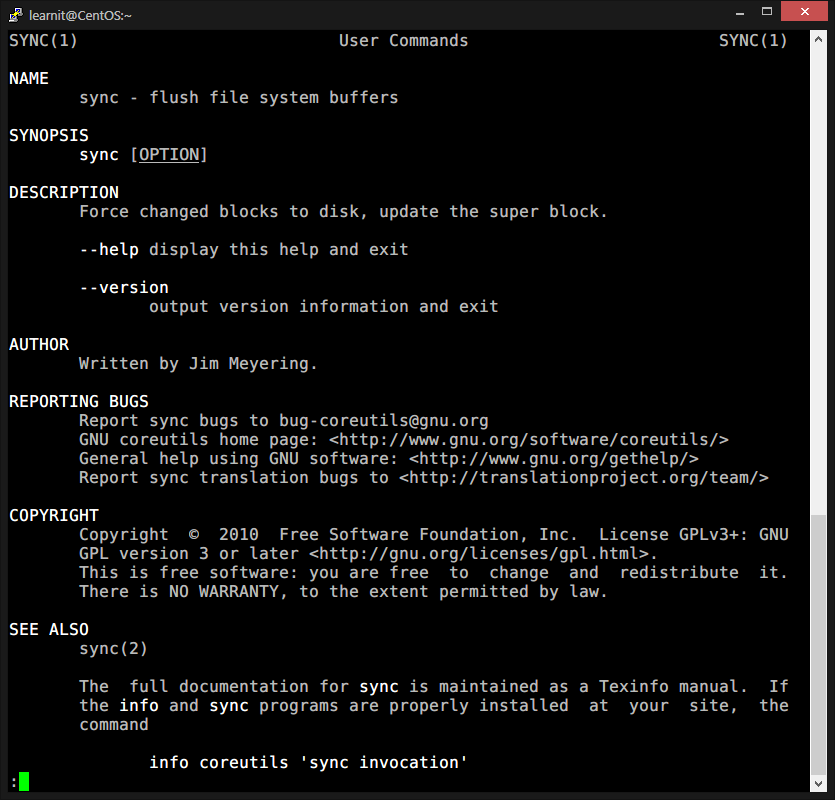 learnit@CentOS:~
SYNC(1) User Commands SYNC(1)
NAME
sync - flush file system buffers
SYNOPSIS
sync [OPTION]
DESCRIPTION
Force changed blocks to disk, update the super block.
--help display this help and exit
--version
output version information and exit
AUTHOR
Written by Jim Meyering.
REPORTING BUGS
Report sync bugs to bug-coreutils@gnu.org
GNU coreutils home page: <http://www.gnu.org/software/coreutils/>
General help using GNU software: <http://www.gnu.org/gethelp/>
Report sync translation bugs to <http://translationproject.org/team/>
COPYRIGHT
Copyright © 2010 Free Software Foundation, Inc. License GPLv3+: GNU
GPL version 3 or later <http://gnu.org/licenses/gpl.html>.
This is free software: you are free to change and redistribute it.
There is NO WARRANTY, to the extent permitted by law.
SEE ALSO
sync(2)
The full documentation for sync is maintained as a Texinfo manual. If
the info and sync programs are properly installed at your site, the
command
info coreutils 'sync invocation'
: